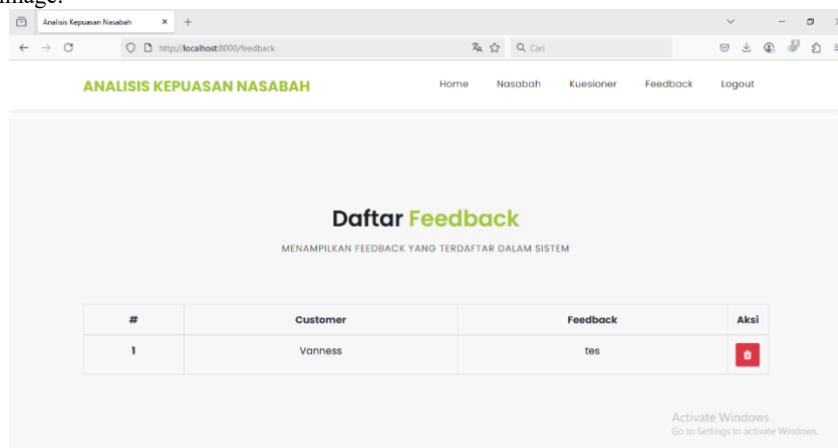 image.
Analisis Kepuasan Nasabah
http://localhost:8000/feedback
Cari
ANALISIS KEPUASAN NASABAH
Home Nasabah Kuesioner Feedback Logout
Daftar Feedback
MENAMPILKAN FEEDBACK YANG TERDAFTAR DALAM SISTEM
# Customer Feedback Aksi
1 Vanness tes
Activate Windows
Go to Settings to activate Windows.